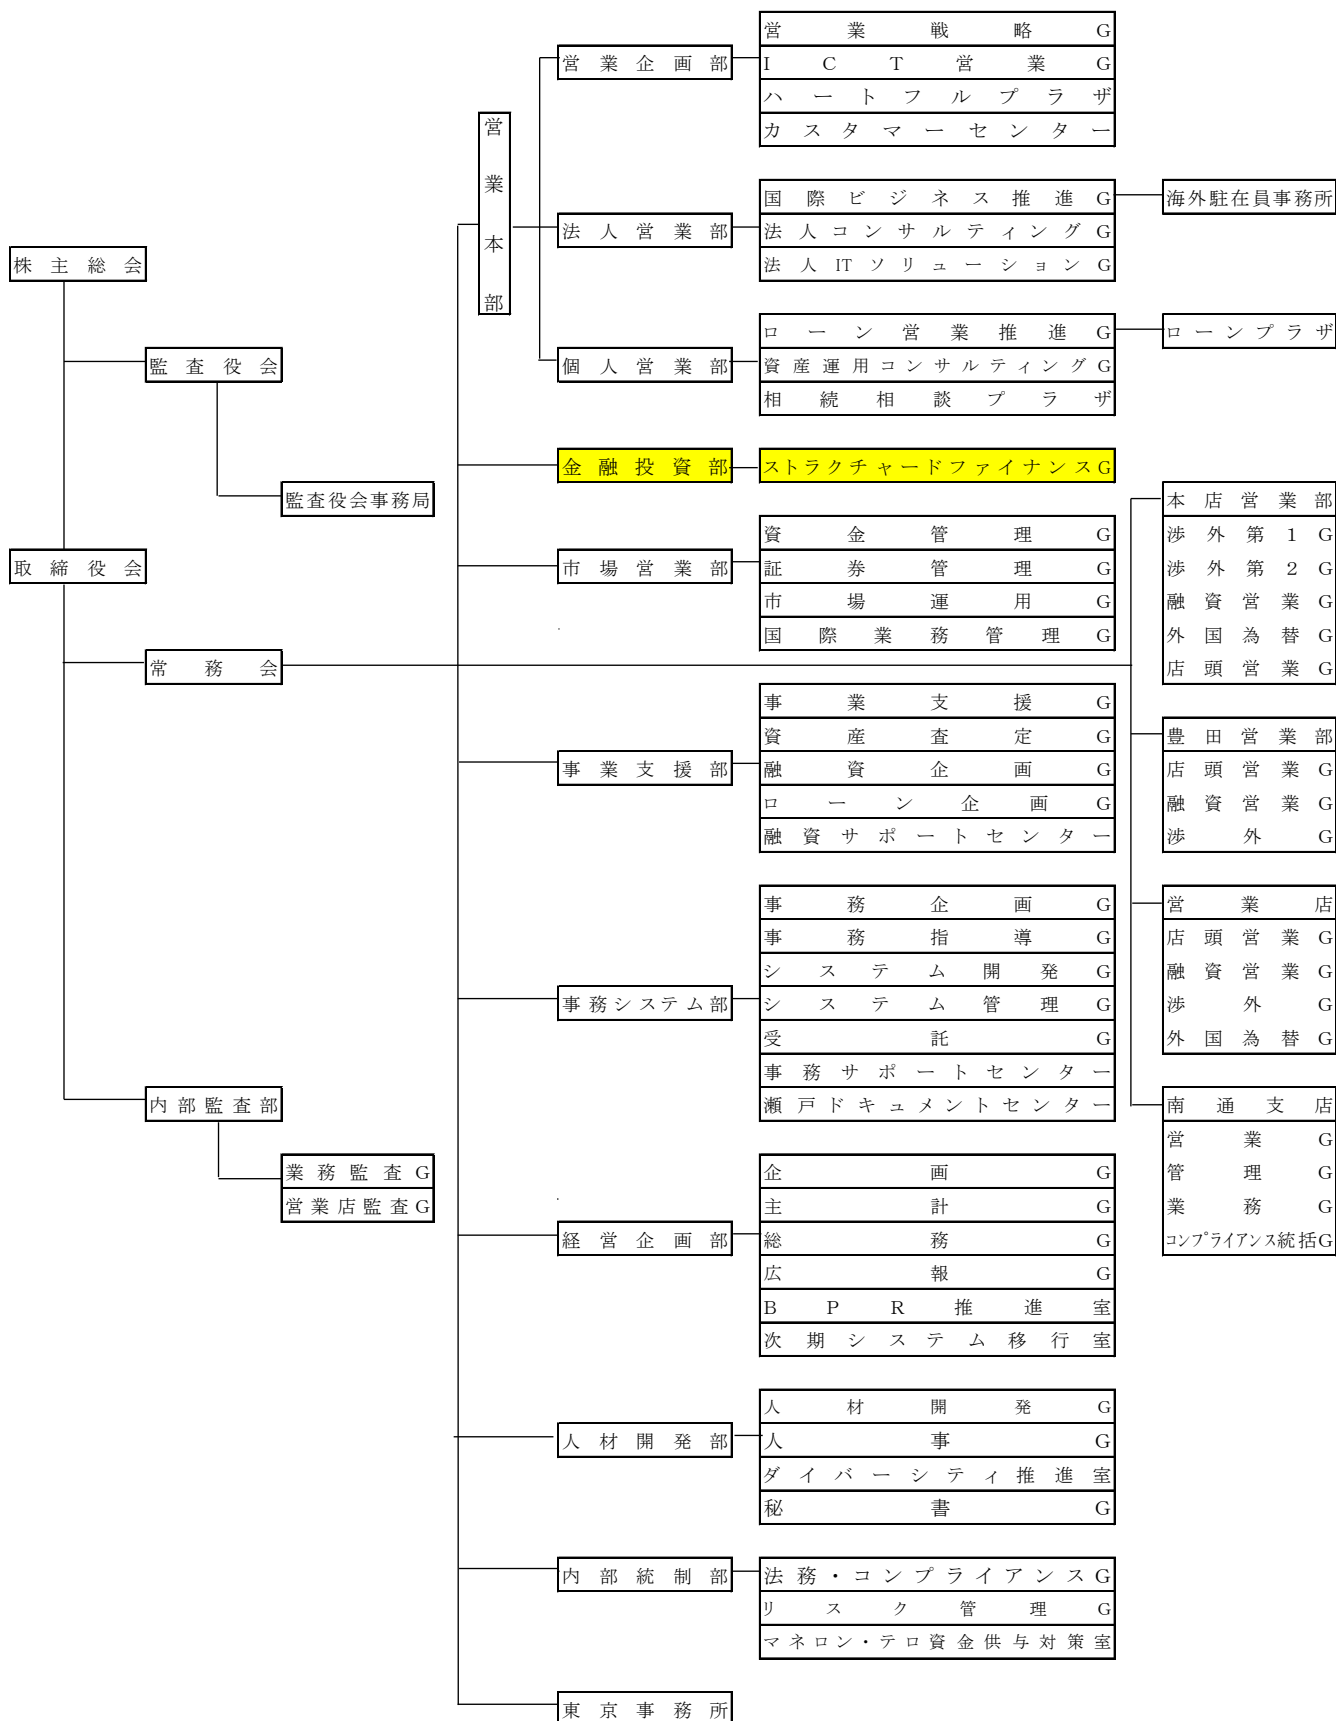 株主総会
監査役会
監査役会事務局
取締役会
常務会
内部監査部
業務監査G
営業店監査G
営業本部
営業企画部
営業戦略G
ICT営業G
ハートフルプラザ
カスタマーセンター
法人営業部
国際ビジネス推進G
法人コンサルティングG
法人ITソリューションG
海外駐在員事務所
個人営業部
ローン営業推進G
資産運用コンサルティングG
相続相談プラザ
ローンプラザ
金融投資部
ストラクチャードファイナンスG
市場営業部
資金管理G
証券管理G
市場運用G
国際業務管理G
事業支援部
事業支援G
資産査定G
融資企画G
ローン企画G
融資サポートセンター
事務システム部
事務企画G
事務指導G
システム開発G
システム管理G
受託G
事務サポートセンター
瀬戸ドキュメントセンター
経営企画部
企画G
主計G
総務G
広報G
BPR推進室
次期システム移行室
人材開発部
人材開発G
人事G
ダイバーシティ推進室
秘書G
内部統制部
法務・コンプライアンスG
リスク管理G
マネロン・テロ資金供与対策室
東京事務所
本店営業部
渉外第1G
渉外第2G
融資営業G
外国為替G
店頭営業G
豊田営業部
店頭営業G
融資営業G
渉外G
営業店
店頭営業G
融資営業G
渉外G
外国為替G
南通支店
営業G
管理G
業務G
コンプライアンス統括G